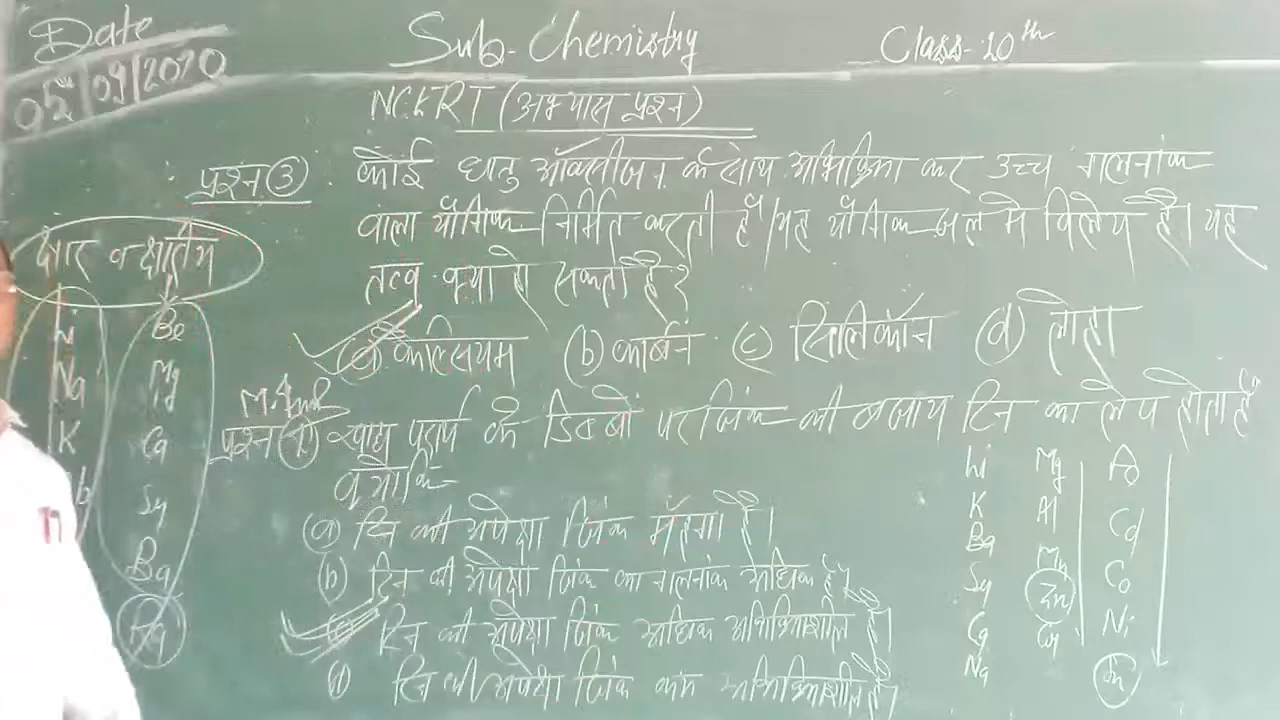 Date
05/09/2020
Sub- Chemistry
Class-10th
NCERT (अभ्यास प्रश्न)
प्रश्न ③ कोई धातु ऑक्सीजन के साथ अभिक्रिया कर उच्च गलनांक
वाला यौगिक निर्मित करती है। यह यौगिक जल में विलेय है। यह
तत्व क्या हो सकता है?
(a) कैल्सियम (b) कार्बन (c) सिलिकॉन (d) लोहा
प्रश्न (4) खाद्य पदार्थ के डिब्बों पर जिंक की बजाय टिन का लेप होता है
क्योंकि-
(a) टिन की अपेक्षा जिंक मँहगा है।
(b) टिन की अपेक्षा जिंक का गलनांक अधिक है।
(c) टिन की अपेक्षा जिंक अधिक अभिक्रियाशील है।
(d) टिन की अपेक्षा जिंक कम अभिक्रियाशील है।
क्षार व क्षारीय
Li Be
Na Mg
K Ca
Rb Sr
Ba
Ra
Li Mg Fe
K Al Cd
Ba Mn Co
Sr Zn Ni
Ca Cr
Na